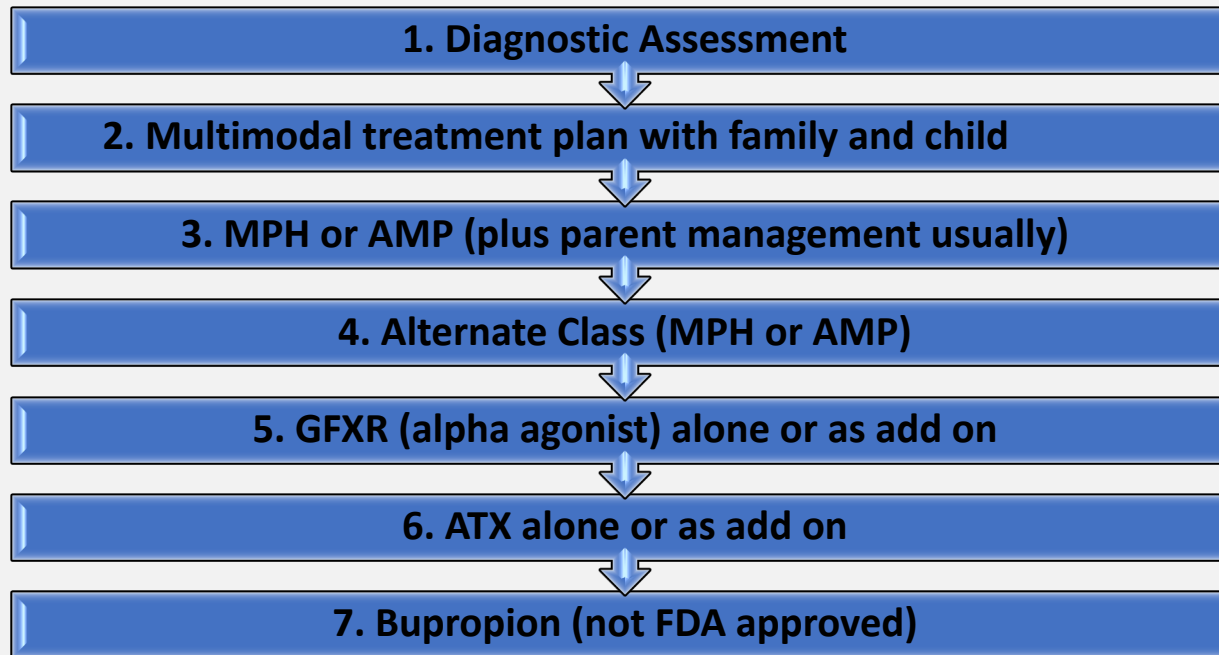 1. Diagnostic Assessment
2. Multimodal treatment plan with family and child
3. MPH or AMP (plus parent management usually)
4. Alternate Class (MPH or AMP)
5. GFXR (alpha agonist) alone or as add on
6. ATX alone or as add on
7. Bupropion (not FDA approved)